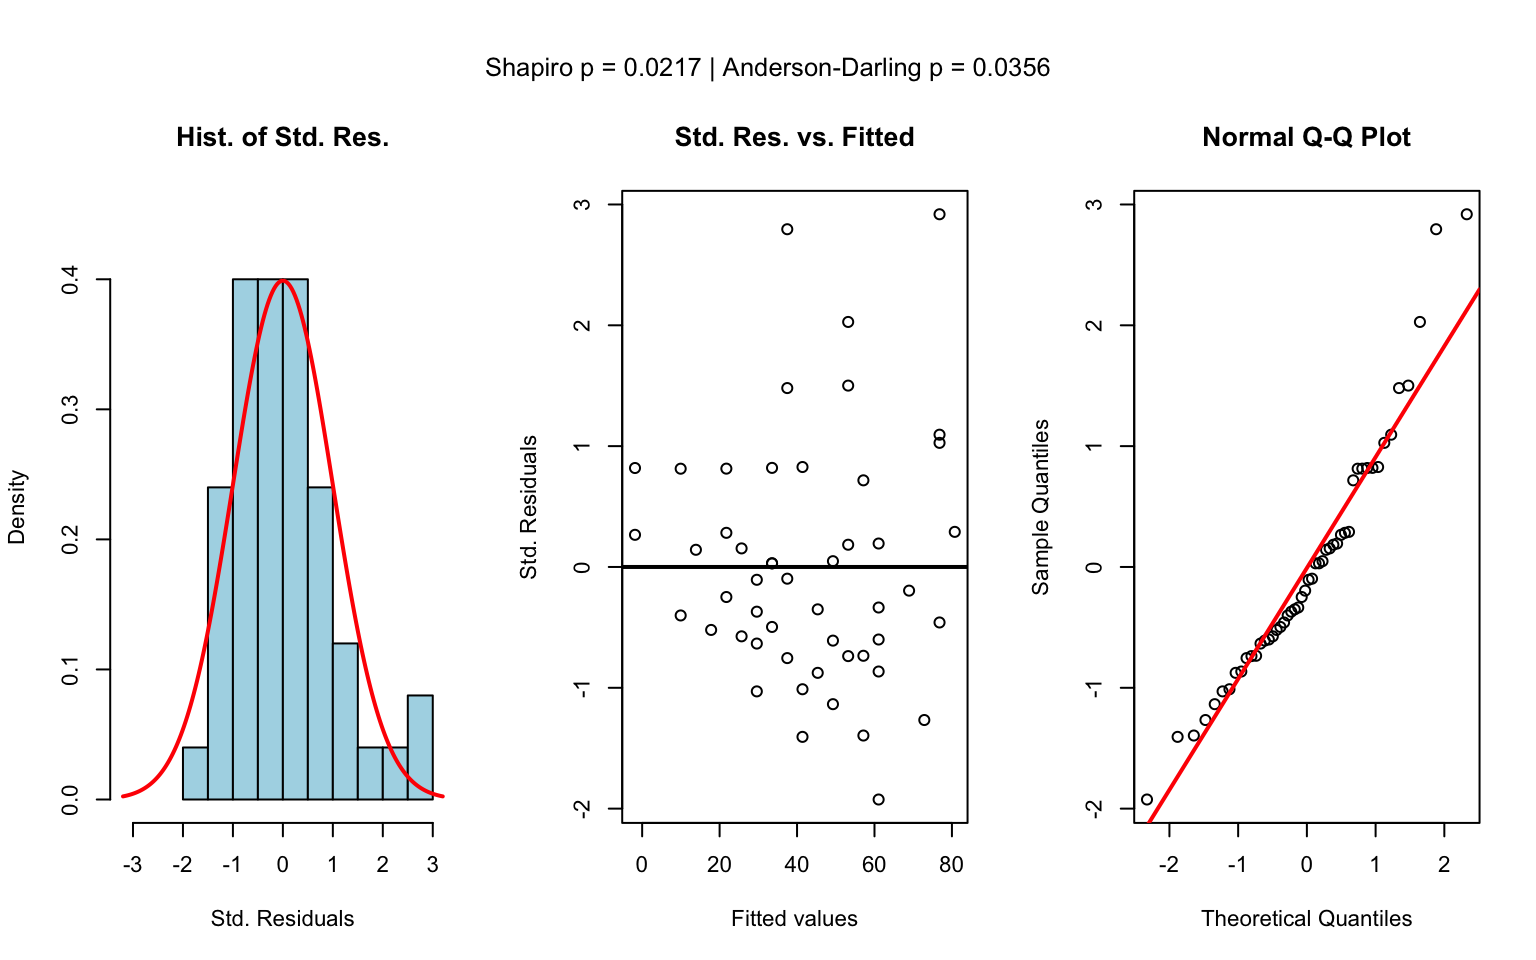 Shapiro p = 0.0217 | Anderson-Darling p = 0.0356
Hist. of Std. Res.
Density
0.0
0.1
0.2
0.3
0.4
-3 -2 -1 0 1 2 3
Std. Residuals
Std. Res. vs. Fitted
Std. Residuals
-2
-1
0
1
2
3
0 20 40 60 80
Fitted values
Normal Q-Q Plot
Sample Quantiles
-2
-1
0
1
2
3
-2 -1 0 1 2
Theoretical Quantiles